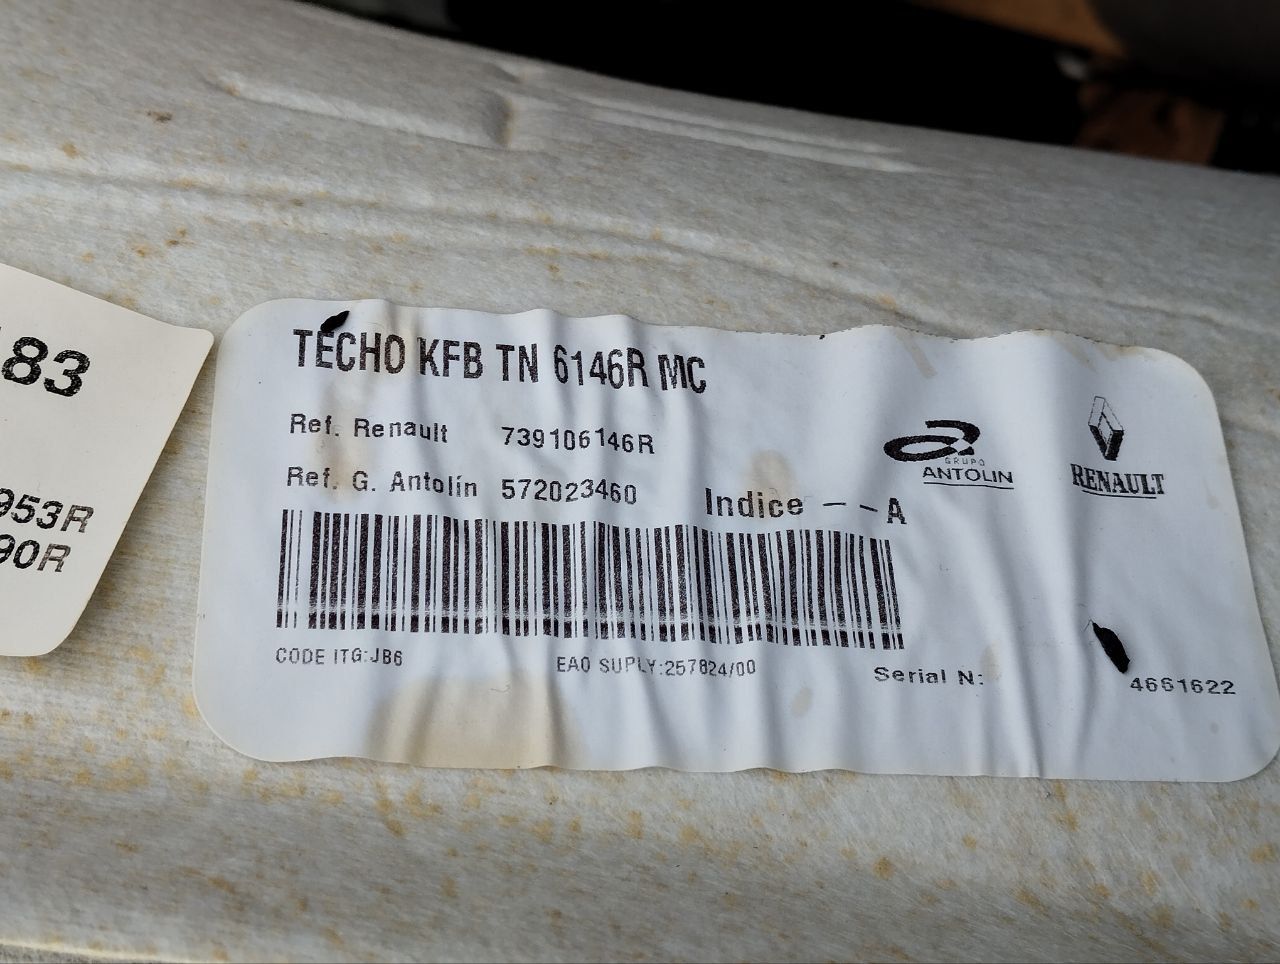 TECHO KFB TN 6146R MC
Ref. Renault 739106146R
Ref. G. Antolín 572023460
Indice - - A
GRUPO
ANTOLIN
RENAULT
CODE ITG:JB6
EAO SUPLY:257824/00
Serial N: 4661622
83
953R
90R